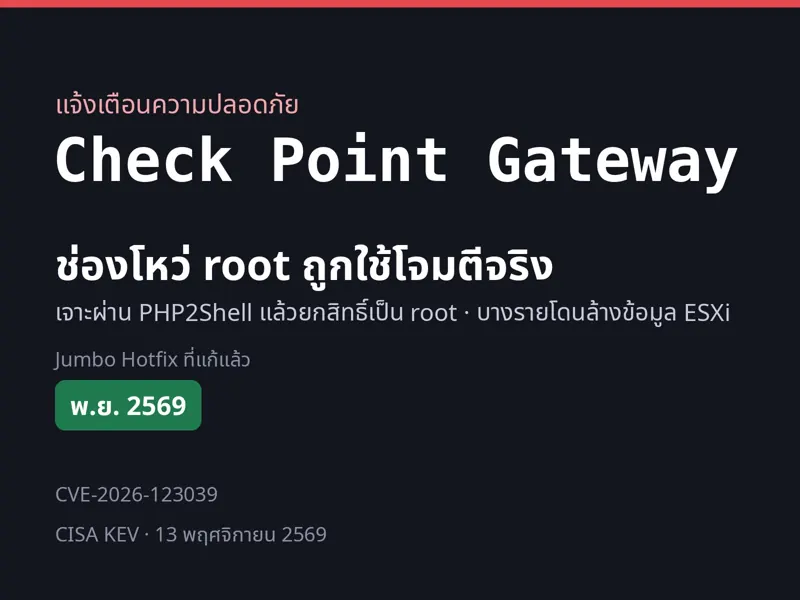 แจ้งเตือนความปลอดภัย
Check Point Gateway
ช่องโหว่ root ถูกใช้โจมตีจริง
เจาะผ่าน PHP2Shell แล้วยกสิทธิ์เป็น root · บางรายโดนล้างข้อมูล ESXi
Jumbo Hotfix ที่แก้แล้ว
พ.ย. 2569
CVE-2026-123039
CISA KEV · 13 พฤศจิกายน 2569